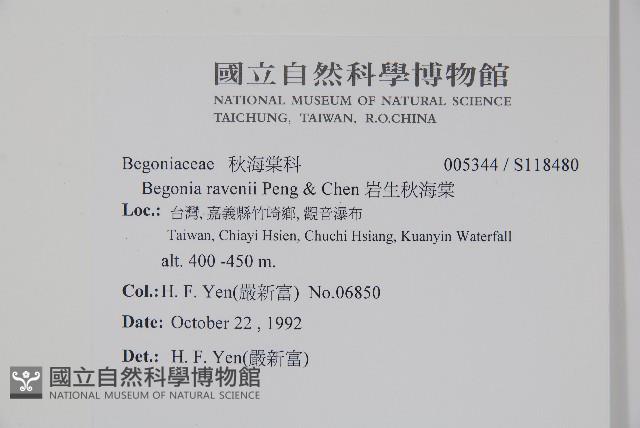 國立自然科學博物館
NATIONAL MUSEUM OF NATURAL SCIENCE
TAICHUNG, TAIWAN, R.O.CHINA
Begoniaceae 秋海棠科 005344 / S118480
Begonia ravenii Peng & Chen 岩生秋海棠
Loc.: 台灣, 嘉義縣竹崎鄉, 觀音瀑布
Taiwan, Chiayi Hsien, Chuchi Hsiang, Kuanyin Waterfall
alt. 400 -450 m.
Col.: H. F. Yen(嚴新富) No.06850
Date: October 22 , 1992
Det.: H. F. Yen(嚴新富)
國立自然科學博物館
NATIONAL MUSEUM OF NATURAL SCIENCE